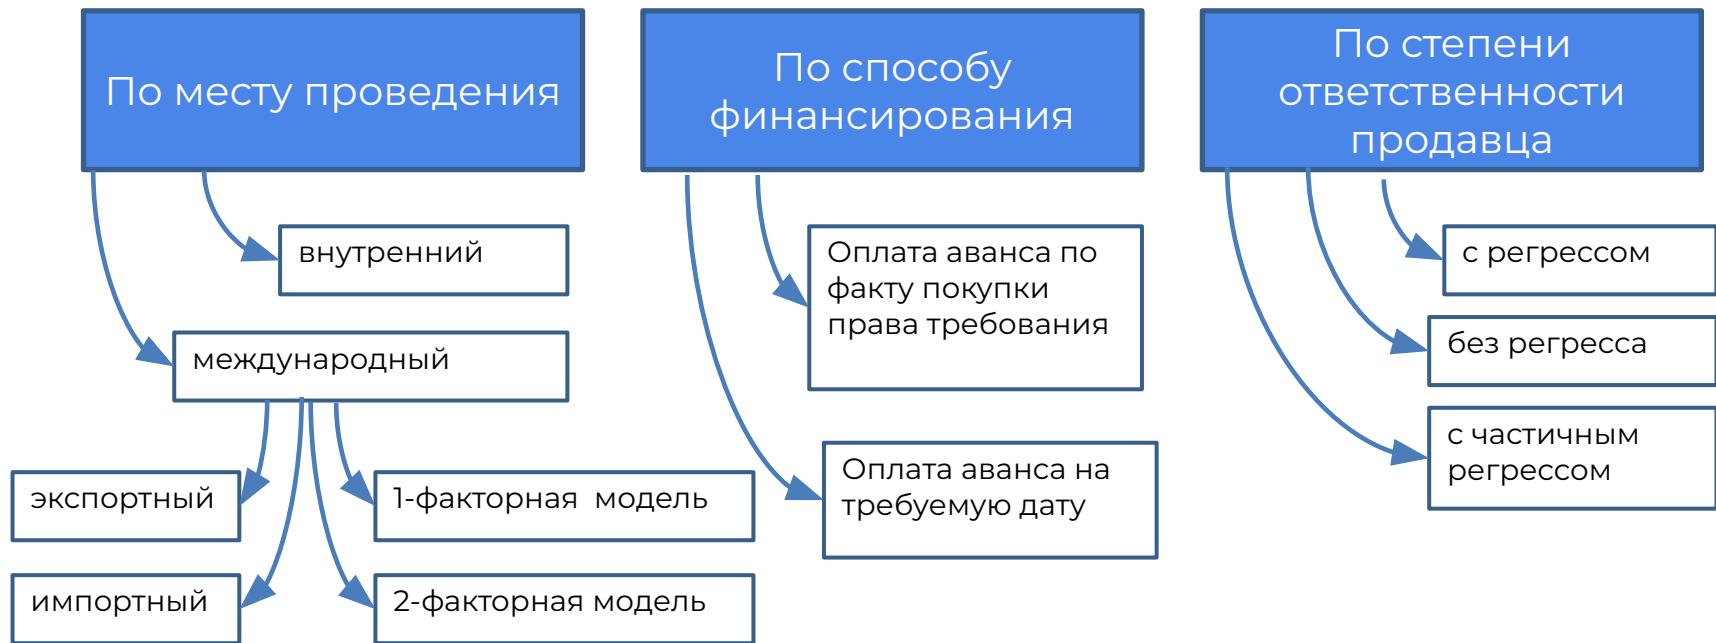 По месту проведения
внутренний
международный
экспортный
импортный
1-факторная модель
2-факторная модель
По способу
финансирования
Оплата аванса по
факту покупки
права требования
Оплата аванса на
требуемую дату
По степени
ответственности
продавца
с регрессом
без регресса
с частичным
регрессом